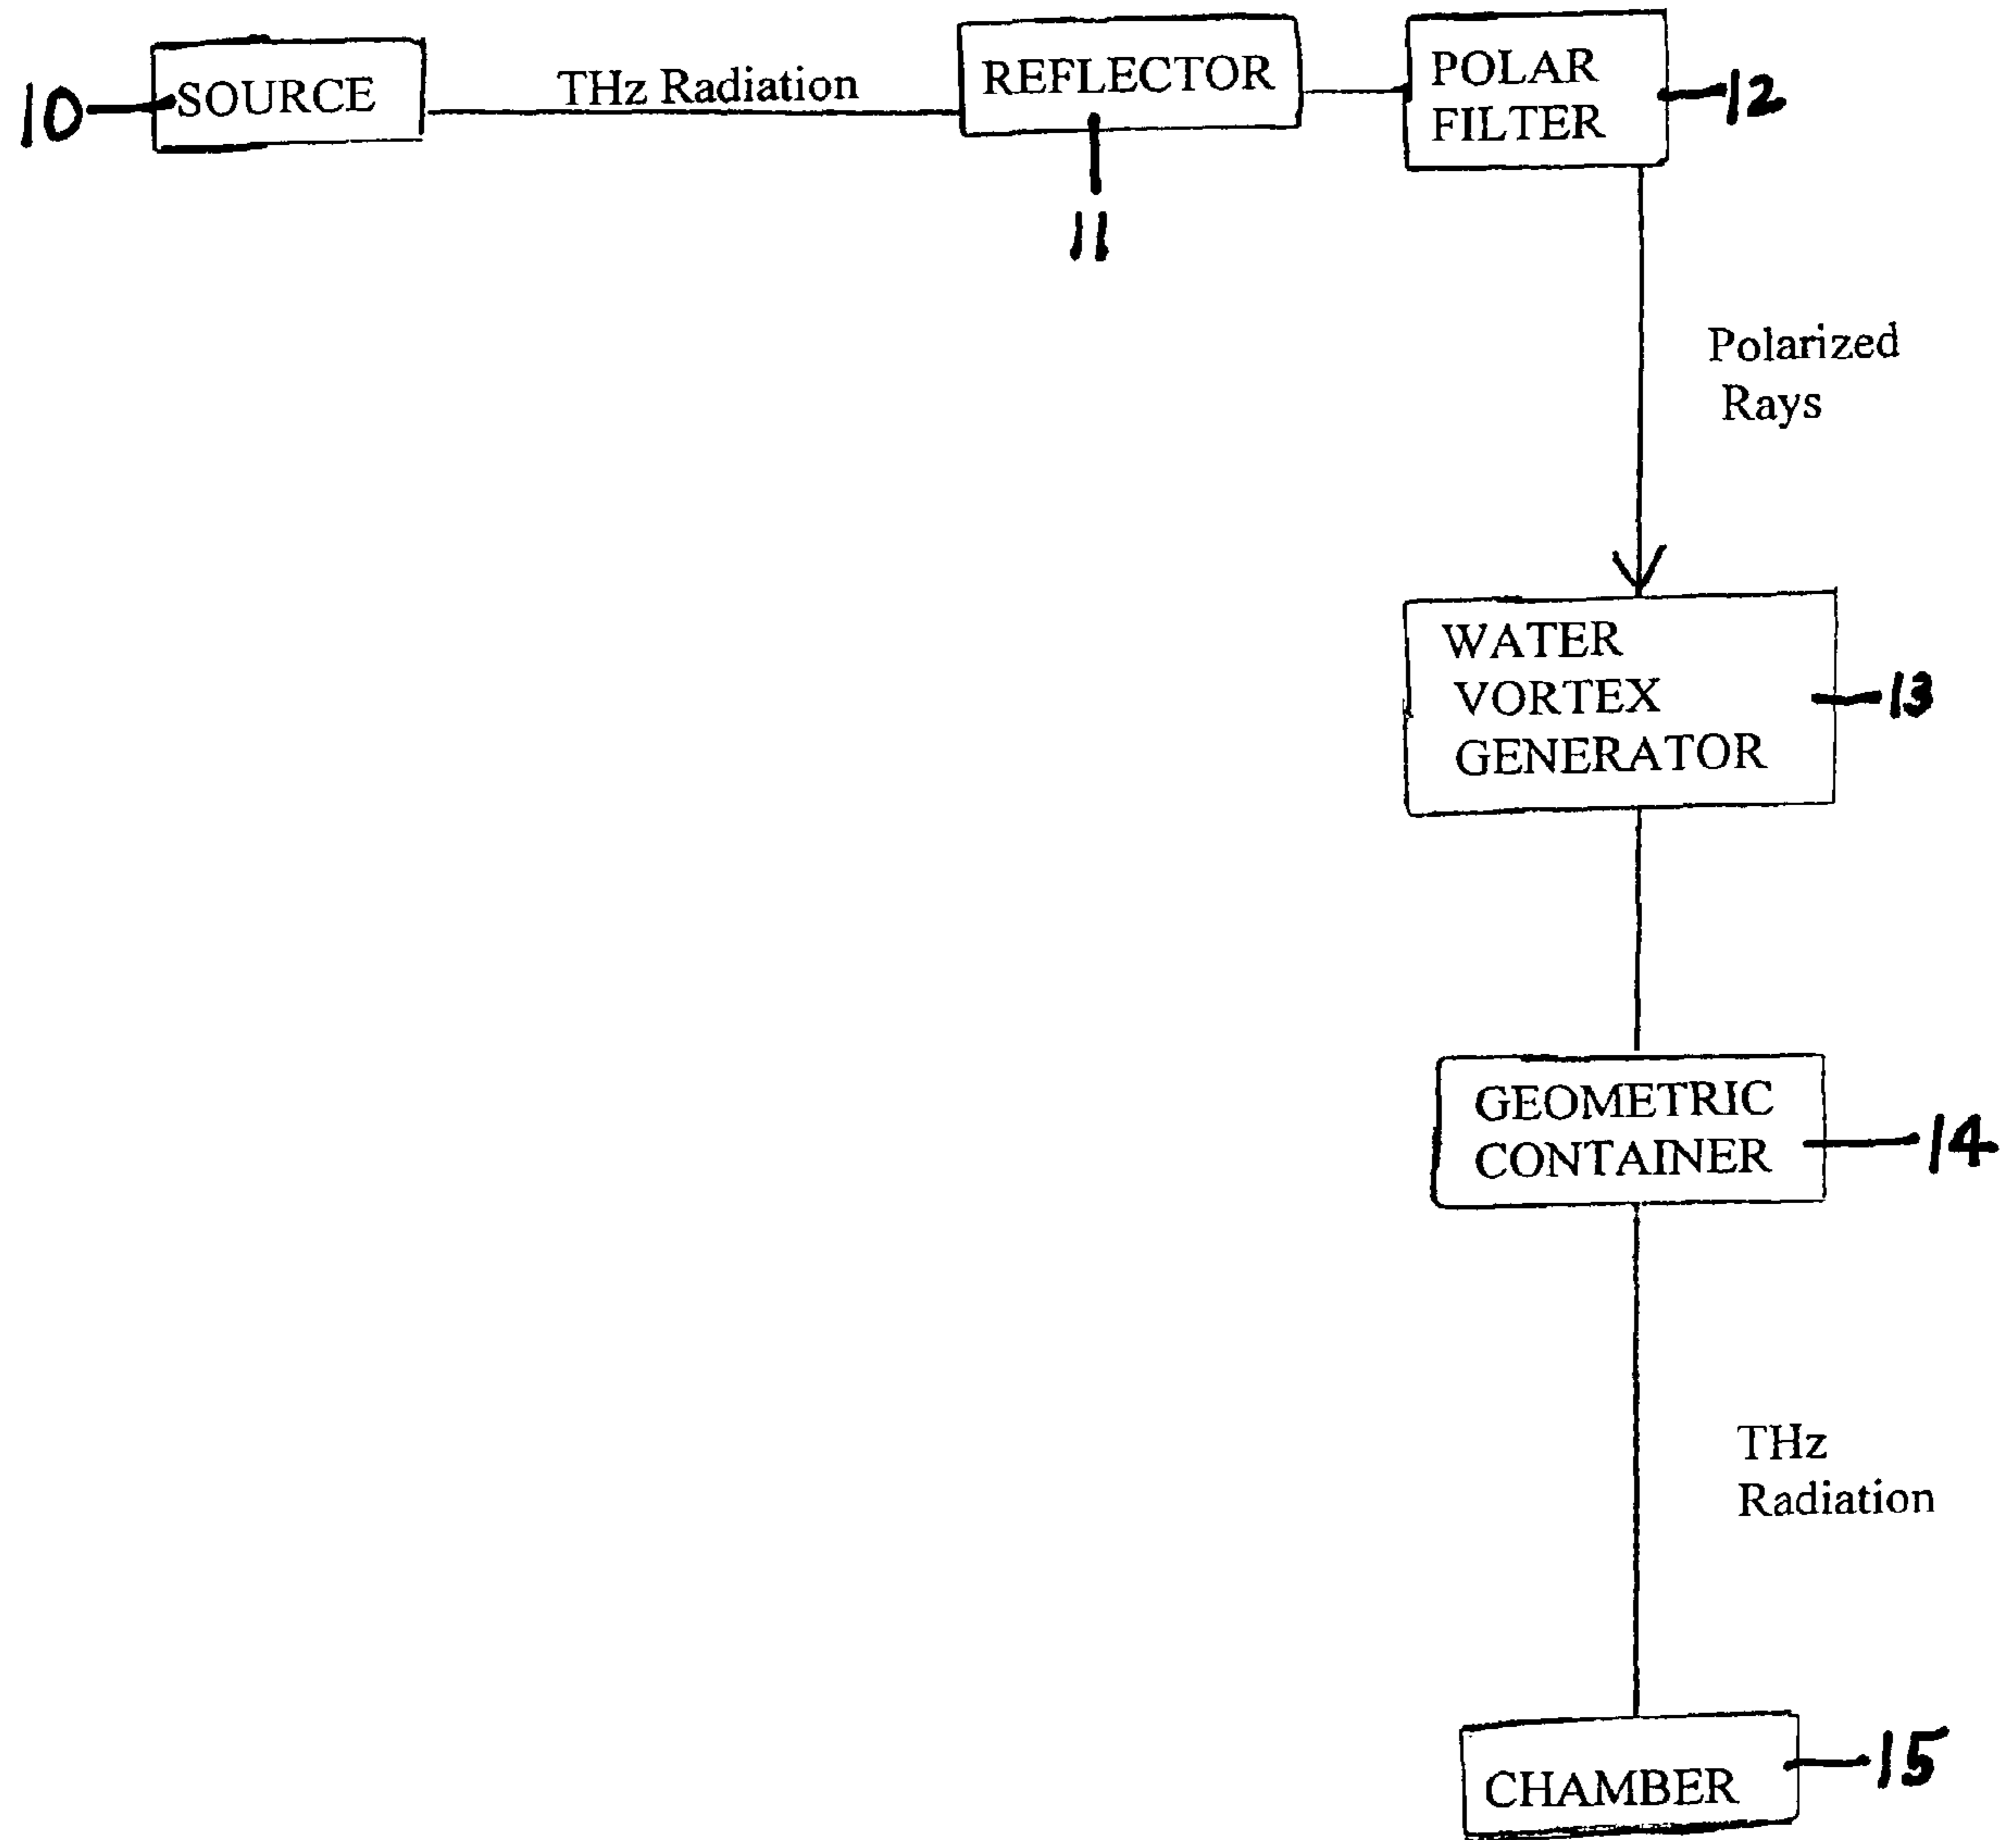 10 SOURCE THz Radiation REFLECTOR POLAR FILTER 12
11
Polarized
Rays
WATER
VORTEX
GENERATOR
13
GEOMETRIC
CONTAINER
14
THz
Radiation
CHAMBER
15